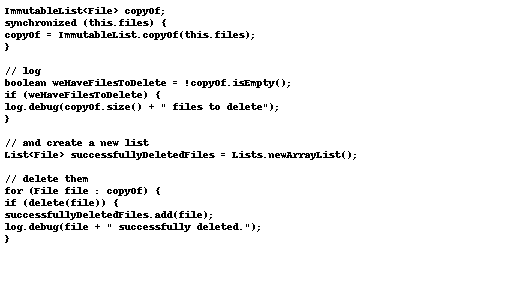 ImmutableList<File> copyOf;
synchronized (this.files) {
copyOf = ImmutableList.copyOf(this.files);
}

// log
boolean weHaveFilesToDelete = !copyOf.isEmpty();
if (weHaveFilesToDelete) {
log.debug(copyOf.size() + " files to delete");
}

// and create a new list
List<File> successfullyDeletedFiles = Lists.newArrayList();

// delete them
for (File file : copyOf) {
if (delete(file)) {
successfullyDeletedFiles.add(file);
log.debug(file + " successfully deleted.");
}